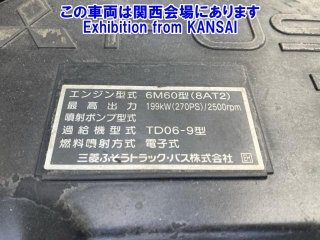 この車両は関西会場にあります
Exhibition from KANSAI
FUSO
エンジン型式 6M60型(8AT2)
最高出力 199kW(270PS)/2500rpm
噴射ポンプ型式
過給機型式 TD06-9型
燃料噴射方式 電子式
三菱ふそうトラック・バス株式会社